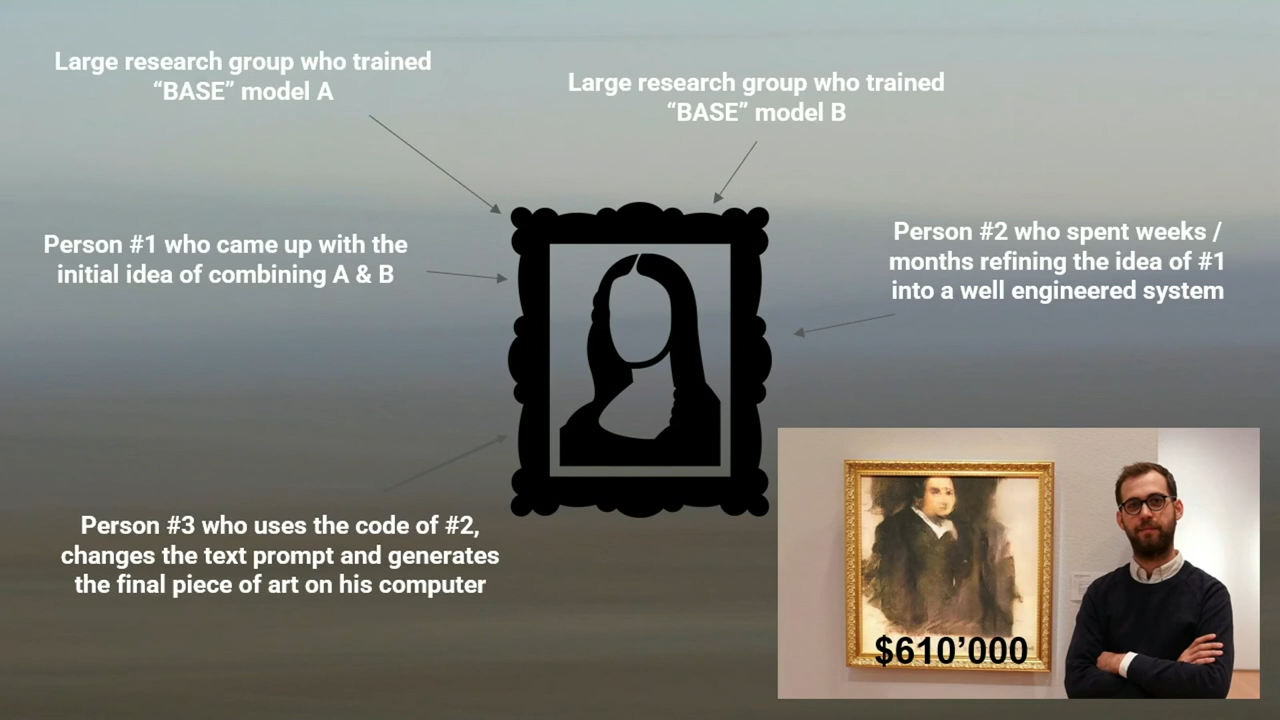 Large research group who trained
“BASE” model A
Large research group who trained
“BASE” model B
Person #1 who came up with the
initial idea of combining A & B
Person #2 who spent weeks /
months refining the idea of #1
into a well engineered system
Person #3 who uses the code of #2,
changes the text prompt and generates
the final piece of art on his computer
$610’000